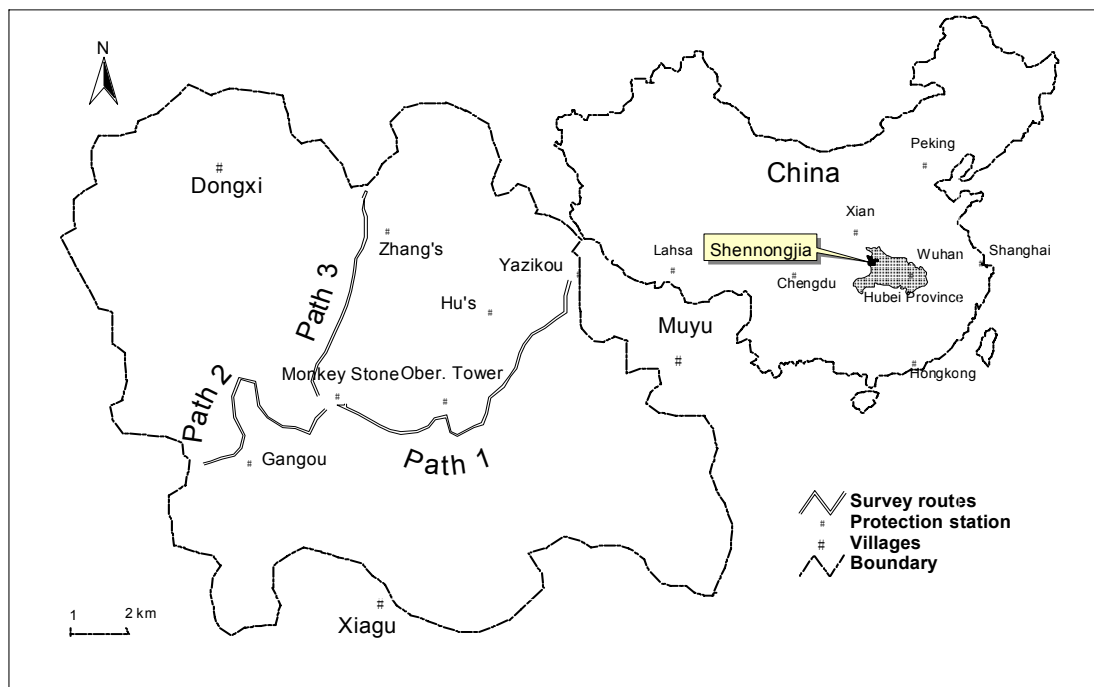 N
Dongxi
Zhang's
Yazikou
Hu's
Path 3
Monkey Stone
Ober. Tower
Path 2
Gangou
Path 1
Xiagu
1 2 km
China
Peking
Xian
Shennongjia
Lahsa
Chengdu
Wuhan
Shanghai
Hubei Province
Muyu
Hongkong
Survey routes
Protection station
Villages
Boundary